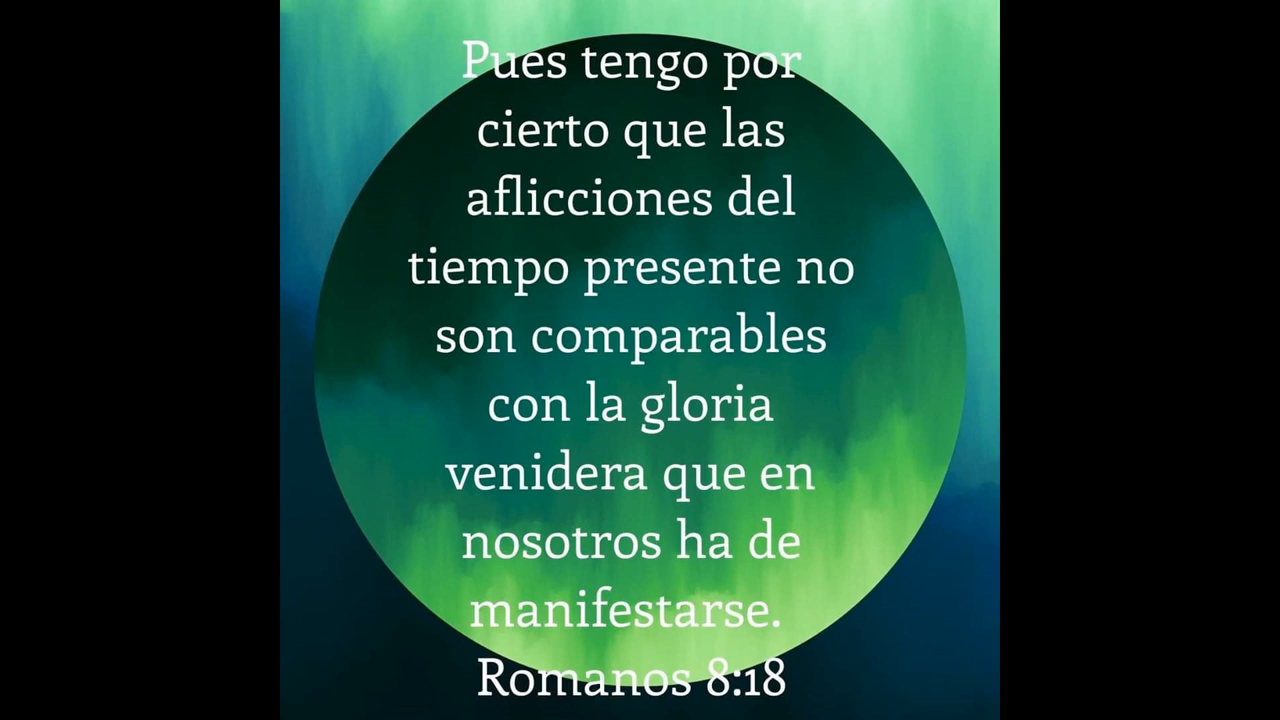 Pues tengo por
cierto que las
aflicciones del
tiempo presente no
son comparables
con la gloria
venidera que en
nosotros ha de
manifestarse.
Romanos 8:18